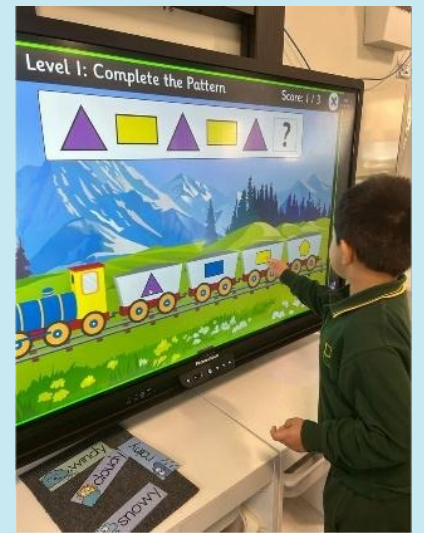 Level 1: Complete the Pattern
Score: 1 / 3
?
windy
cloudy
rainy
snowy